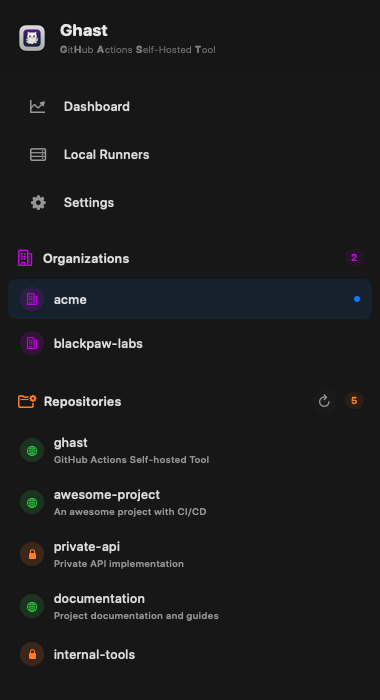 Ghast
GitHub Actions Self-Hosted Tool
Dashboard
Local Runners
Settings
Organizations 2
acme
blackpaw-labs
Repositories 5
ghast
GitHub Actions Self-hosted Tool
awesome-project
An awesome project with CI/CD
private-api
Private API implementation
documentation
Project documentation and guides
internal-tools